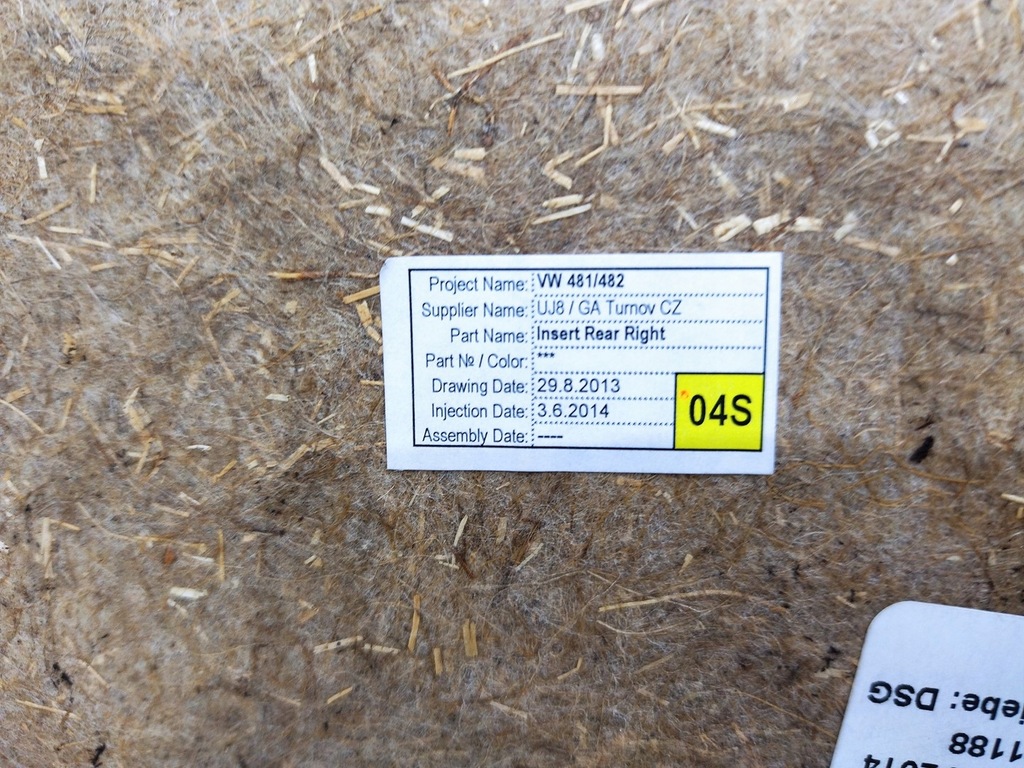 Project Name: VW 481/482
Supplier Name: UJ8 / GA Turnov CZ
Part Name: Insert Rear Right
Part № / Color: ***
Drawing Date: 29.8.2013
Injection Date: 3.6.2014
Assembly Date: ----
04S
2014
1188
iebe: DSG